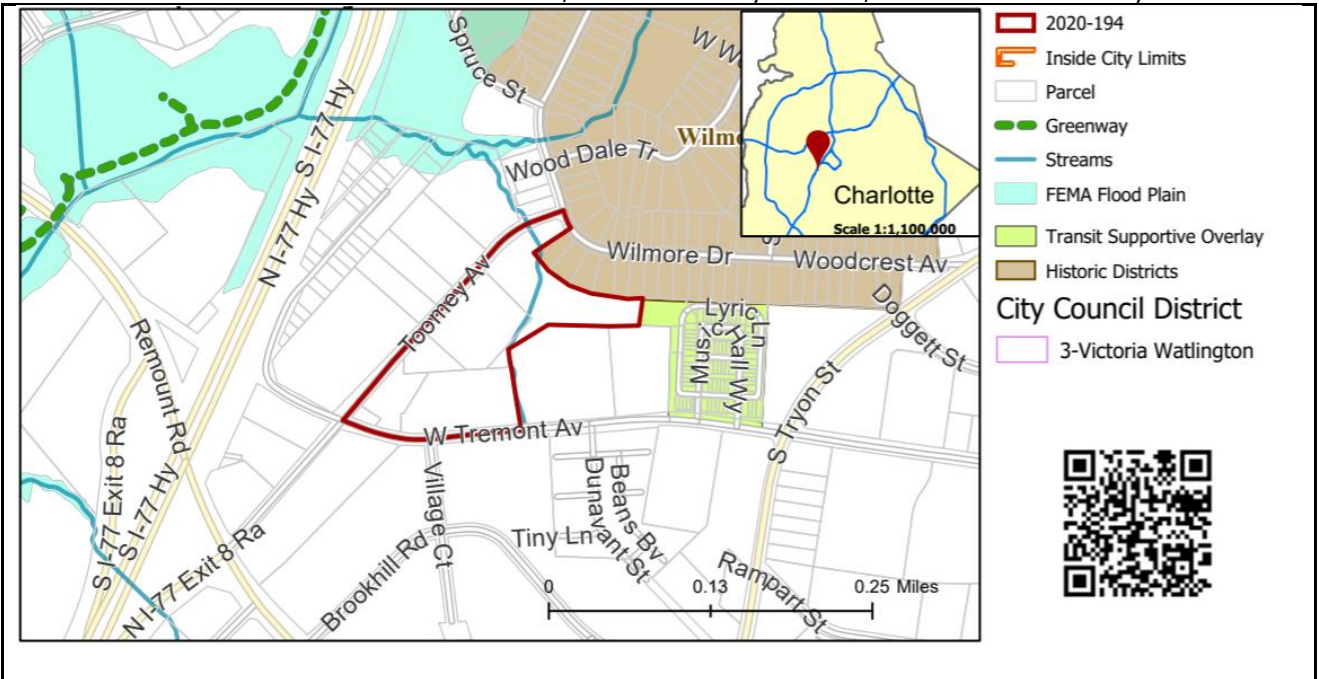 Spruce St
W W
Wilm
Wood Dale Tr
S I-77 Hy
N I-77 Hy
Wilmore Dr
Woodcrest Av
Toomey Av
Lyric Ln
Music Hall Wy
Doggett St
Remount Rd
W Tremont Av
S Tryon St
S I-77 Exit 8 Ra
S I-77 Hy
N I-77 Exit 8 Ra
Village Ct
Brookhill Rd
Tiny Ln
Dunavant St
Beans Bv
Rampart St
0 0.13 0.25 Miles
Charlotte
Scale 1:1,100,000
2020-194
Inside City Limits
Parcel
Greenway
Streams
FEMA Flood Plain
Transit Supportive Overlay
Historic Districts
City Council District
3-Victoria Watlington